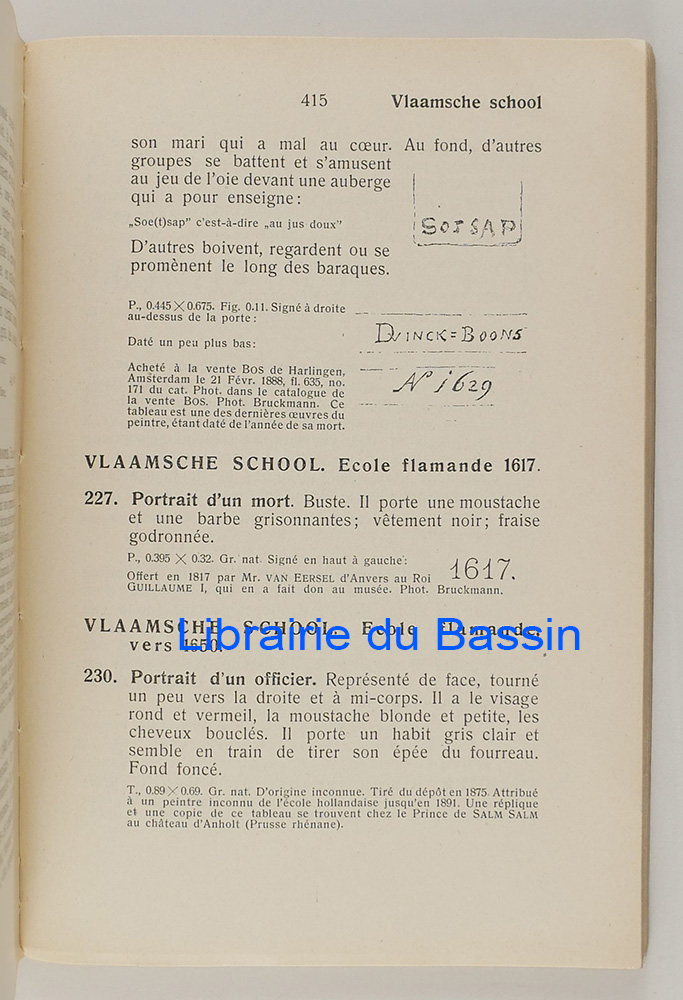 415 Vlaamsche school
son mari qui a mal au cœur. Au fond, d'autres
groupes se battent et s'amusent
au jeu de l'oie devant une auberge
qui a pour enseigne:
„Soe(t)sap" c'est-à-dire „au jus doux"
SOTSAP
D'autres boivent, regardent ou se
promènent le long des baraques.
P., 0.445 × 0.675. Fig. 0.11. Signé à droite
au-dessus de la porte:
DVINCK=BOONS
Daté un peu plus bas:
N° 1629
Acheté à la vente BOS de Harlingen,
Amsterdam le 21 Févr. 1888, fl. 635, no.
171 du cat. Phot. dans le catalogue de
la vente BOS. Phot. Bruckmann. Ce
tableau est une des dernières œuvres du
peintre, étant daté de l'année de sa mort.
VLAAMSCHE SCHOOL. Ecole flamande 1617.
227. Portrait d'un mort. Buste. Il porte une moustache
et une barbe grisonnantes; vêtement noir; fraise
godronnée.
P., 0.395 × 0.32. Gr. nat. Signé en haut à gauche:
1617.
Offert en 1817 par Mr. VAN EERSEL d'Anvers au Roi
GUILLAUME I, qui en a fait don au musée. Phot. Bruckmann.
VLAAMSCHE SCHOOL. Ecole flamande,
vers 1650.
Librairie du Bassin
230. Portrait d'un officier. Représenté de face, tourné
un peu vers la droite et à mi-corps. Il a le visage
rond et vermeil, la moustache blonde et petite, les
cheveux bouclés. Il porte un habit gris clair et
semble en train de tirer son épée du fourreau.
Fond foncé.
T., 0.89 × 0.69. Gr. nat. D'origine inconnue. Tiré du dépôt en 1875. Attribué
à un peintre inconnu de l'école hollandaise jusqu'en 1891. Une réplique
et une copie de ce tableau se trouvent chez le Prince de SALM SALM
au château d'Anholt (Prusse rhénane).